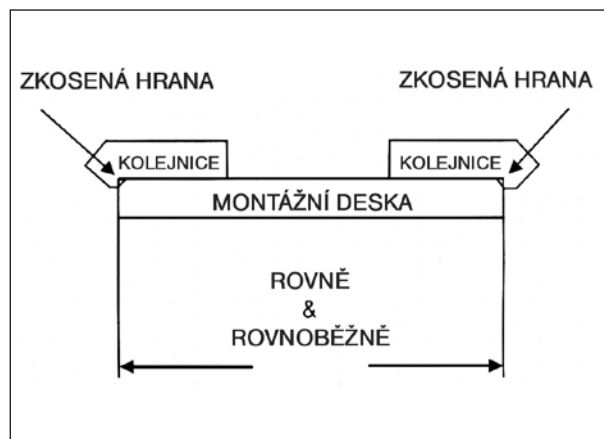 ZKOSENÁ HRANA
ZKOSENÁ HRANA
KOLEJNICE
KOLEJNICE
MONTÁŽNÍ DESKA
ROVNĚ
&
ROVNOBĚŽNĚ